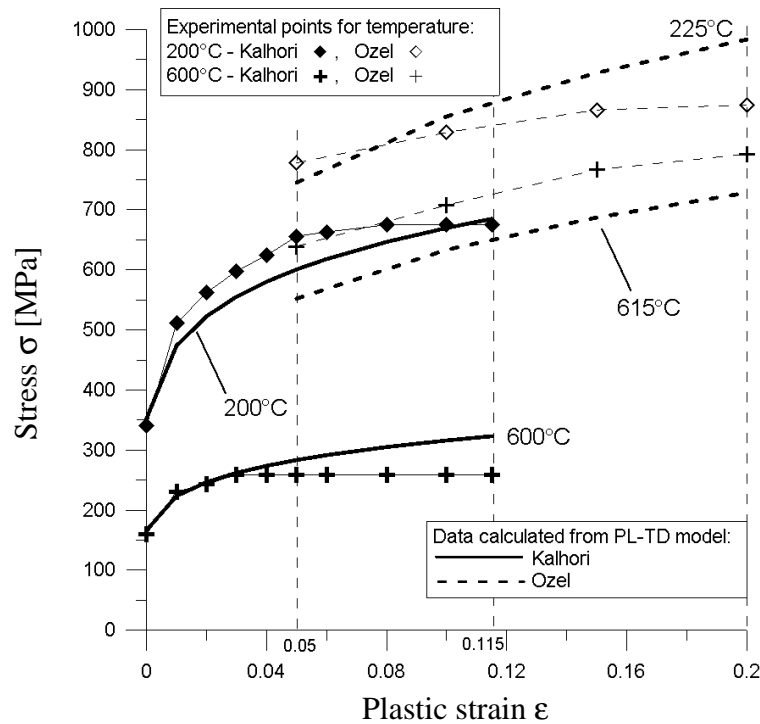 Experimental points for temperature:
200°C - Kalhori ◆ , Ozel ◇
600°C - Kalhori + , Ozel +
225°C
1000
900
800
700
600
500
400
300
200
100
0
Stress σ [MPa]
615°C
200°C
600°C
Data calculated from PL-TD model:
Kalhori
Ozel
0.05
0.115
0
0.04
0.08
0.12
0.16
0.2
Plastic strain ε